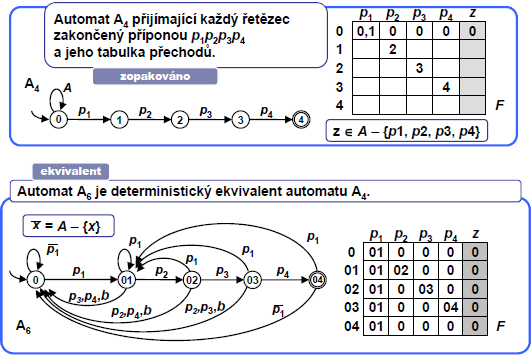 Automat A4 přijímající každý řetězec
zakončený příponou p1p2p3p4
a jeho tabulka přechodů.
zopakováno
A4
A
0 p1 1 p2 2 p3 3 p4 4
p1 p2 p3 p4 z
0 0,1 0 0 0 0
1 2
2 3
3 4
4 F
z ∈ A – {p1, p2, p3, p4}
ekvivalent
Automat A6 je deterministický ekvivalent automatu A4.
x̅ = A – {x}
p̅1
p1
p1
p1
p1
0 p1 01 p2 02 p3 03 p4 04
p3,p4,b
p2,p4,b
p2,p3,b
p̅1
A6
p1 p2 p3 p4 z
0 01 0 0 0 0
01 01 02 0 0 0
02 01 0 03 0 0
03 01 0 0 04 0
04 01 0 0 0 0 F